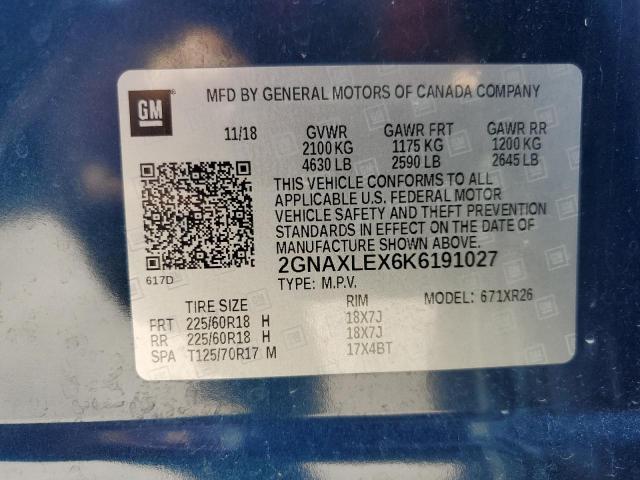 GM
MFD BY GENERAL MOTORS OF CANADA COMPANY
11/18 GVWR GAWR FRT GAWR RR
2100 KG 1175 KG 1200 KG
4630 LB 2590 LB 2645 LB
THIS VEHICLE CONFORMS TO ALL
APPLICABLE U.S. FEDERAL MOTOR
VEHICLE SAFETY AND THEFT PREVENTION
STANDARDS IN EFFECT ON THE DATE OF
MANUFACTURE SHOWN ABOVE.
2GNAXLEX6K6191027
617D TYPE: M.P.V. MODEL: 671XR26
TIRE SIZE RIM
FRT 225/60R18 H 18X7J
RR 225/60R18 H 18X7J
SPA T125/70R17 M 17X4BT